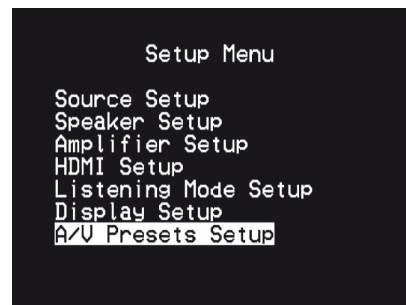 Setup Menu
Source Setup
Speaker Setup
Amplifier Setup
HDMI Setup
Listening Mode Setup
Display Setup
A/V Presets Setup